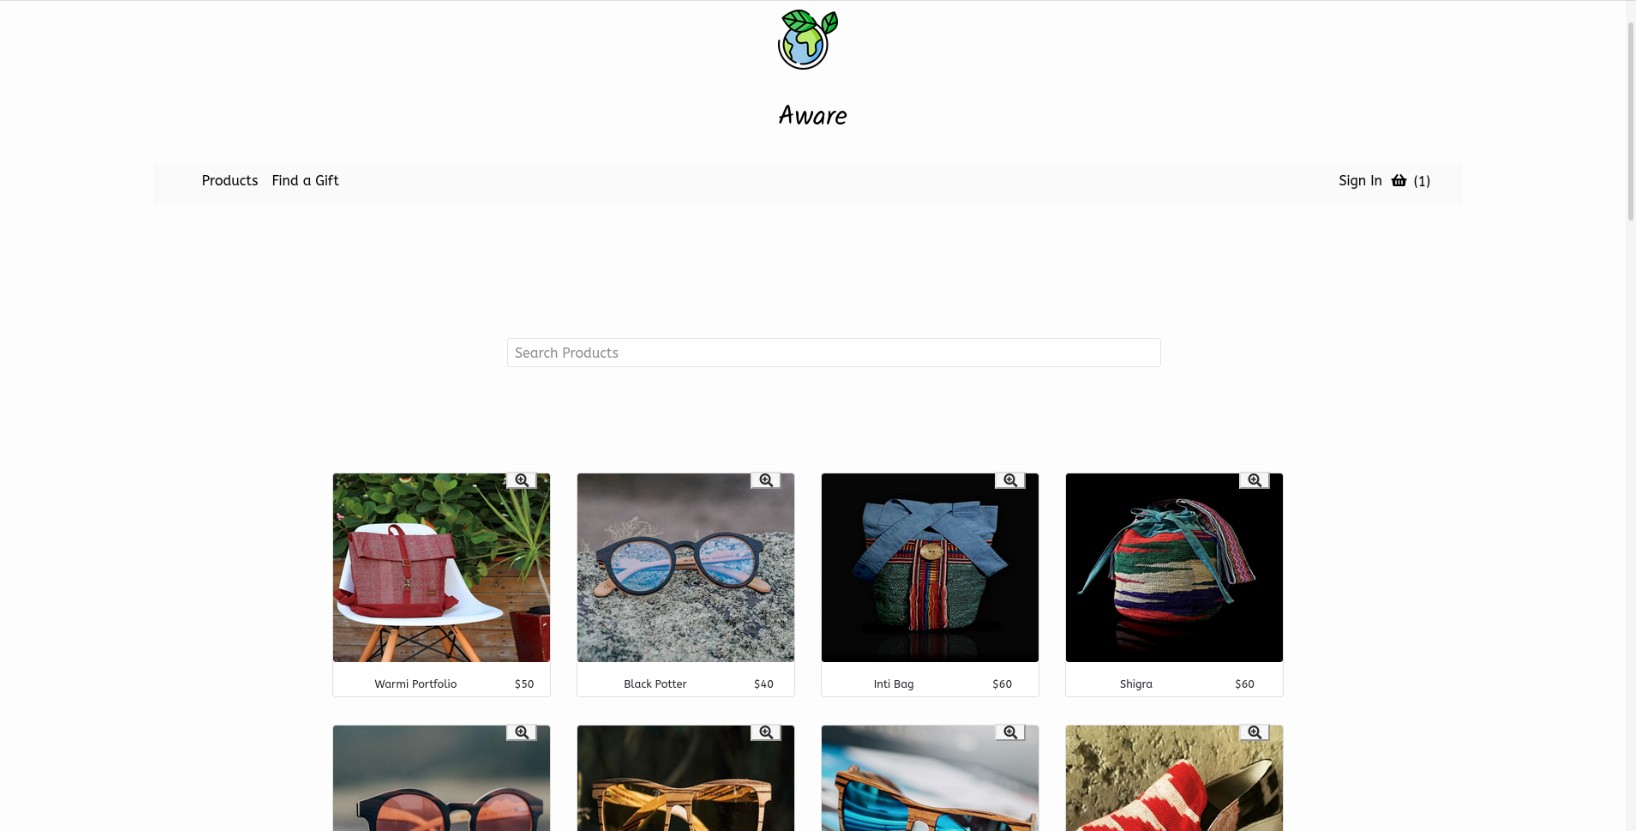 Aware
Products Find a Gift Sign In (1)
Search Products
Warmi Portfolio $50
Black Potter $40
Inti Bag $60
Shigra $60